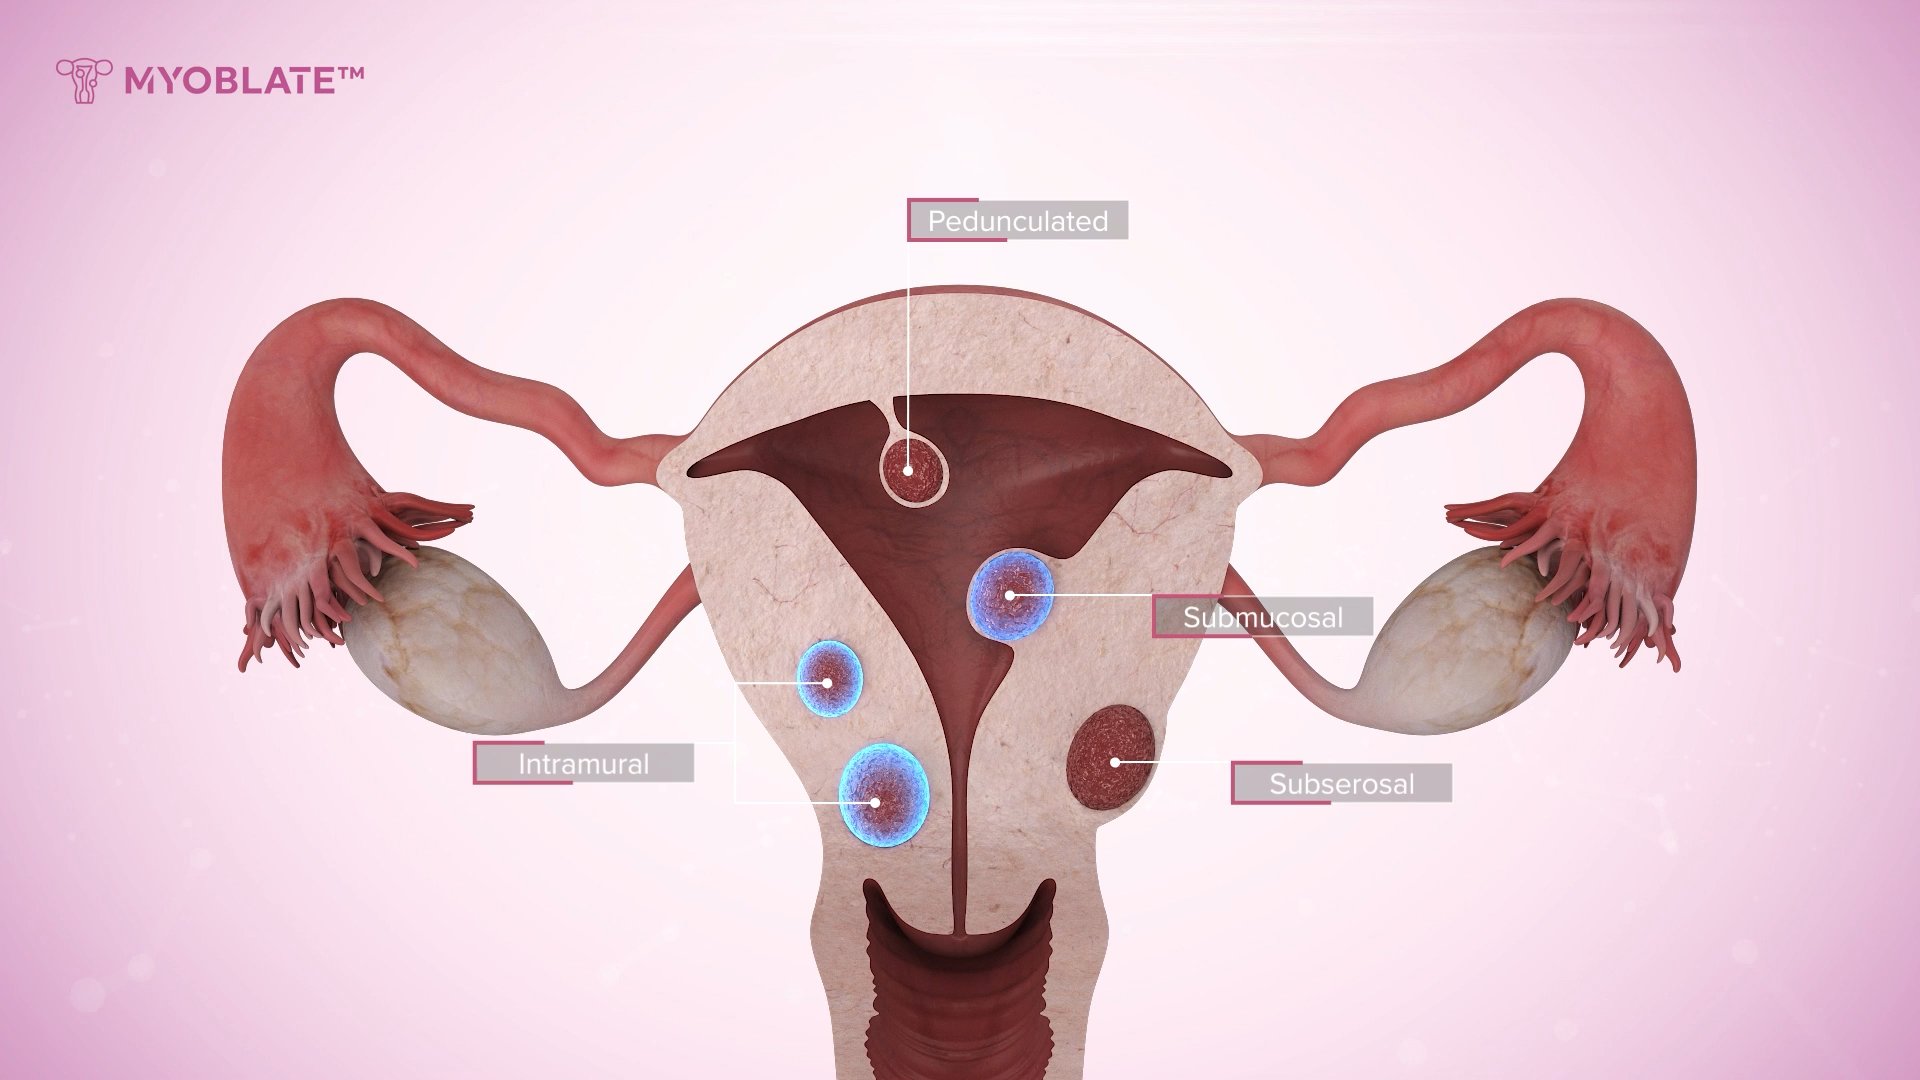 MYOBLATE™
Pedunculated
Submucosal
Intramural
Subserosal